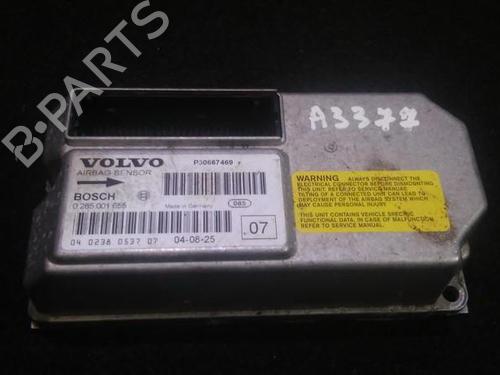 B-PARTS
A3377
VOLVO
AIRBAG SENSOR
P30667469
BOSCH
0 285 001 655
Made in Germany
085
04 0238 0537 07
04-08-25
.07
WARNING ALWAYS DISCONNECT THE
ELECTRICAL CONNECTOR BEFORE DISMOUNTING
THIS UNIT. REFER TO SERVICE MANUAL.
TILTING OF A CONNECTED UNIT CAN LEAD TO
DEPLOYMENT OF THE AIRBAG SYSTEM WHICH
MAY CAUSE PERSONAL INJURY.
THIS UNIT CONTAINS VEHICLE SPECIFIC
FUNCTIONAL DATA. IN CASE OF MALFUNCTION
REFER TO SERVICE MANUAL.